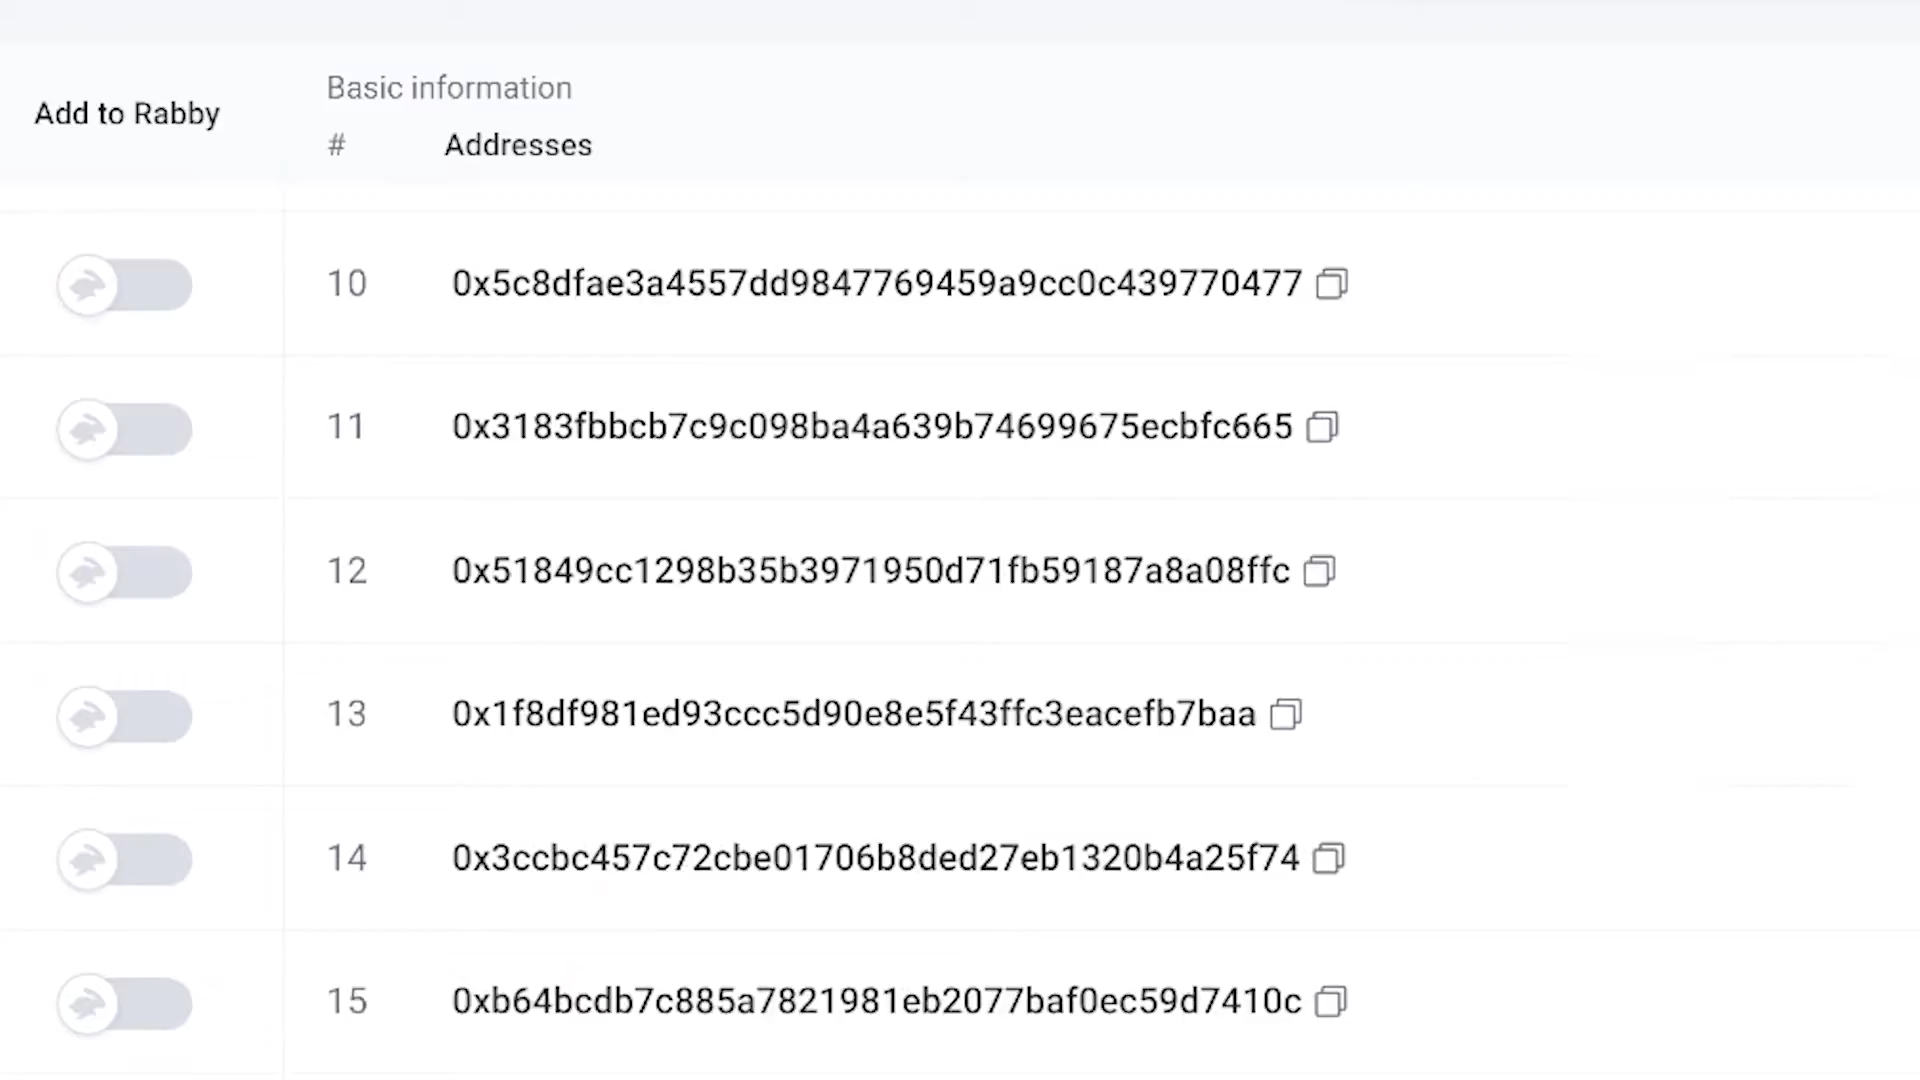 Basic information
Add to Rabby
# Addresses
10 0x5c8dfae3a4557dd9847769459a9cc0c439770477
11 0x3183fbbcb7c9c098ba4a639b74699675ecbfc665
12 0x51849cc1298b35b3971950d71fb59187a8a08ffc
13 0x1f8df981ed93ccc5d90e8e5f43ffc3eacefb7baa
14 0x3ccbc457c72cbe01706b8ded27eb1320b4a25f74
15 0xb64bcdb7c885a7821981eb2077baf0ec59d7410c